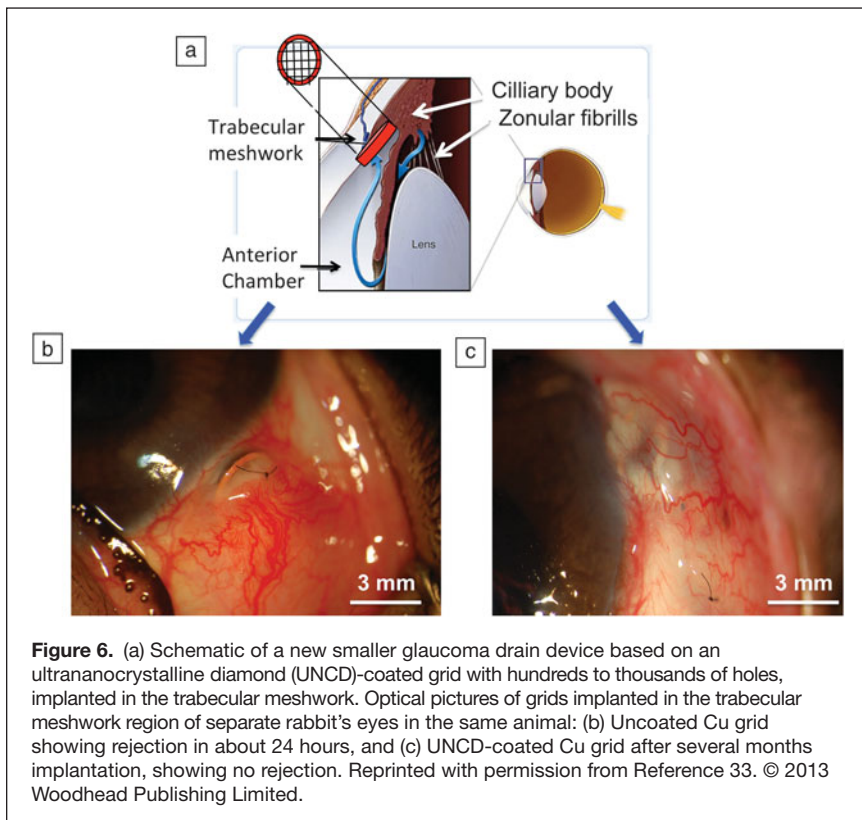 a
Cilliary body
Zonular fibrills
Trabecular
meshwork
Lens
Anterior
Chamber
b
c
3 mm
3 mm
Figure 6. (a) Schematic of a new smaller glaucoma drain device based on an
ultrananocrystalline diamond (UNCD)-coated grid with hundreds to thousands of holes,
implanted in the trabecular meshwork. Optical pictures of grids implanted in the trabecular
meshwork region of separate rabbit's eyes in the same animal: (b) Uncoated Cu grid
showing rejection in about 24 hours, and (c) UNCD-coated Cu grid after several months
implantation, showing no rejection. Reprinted with permission from Reference 33. © 2013
Woodhead Publishing Limited.